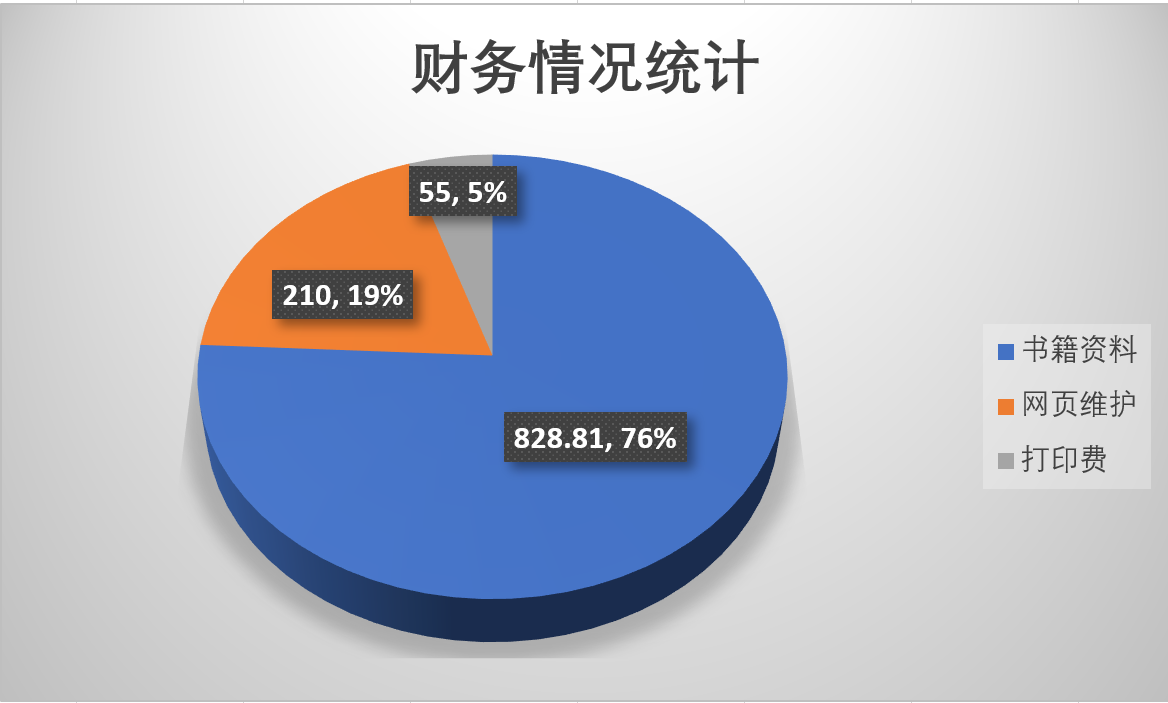 财务情况统计
55, 5%
210, 19%
828.81, 76%
书籍资料
网页维护
打印费